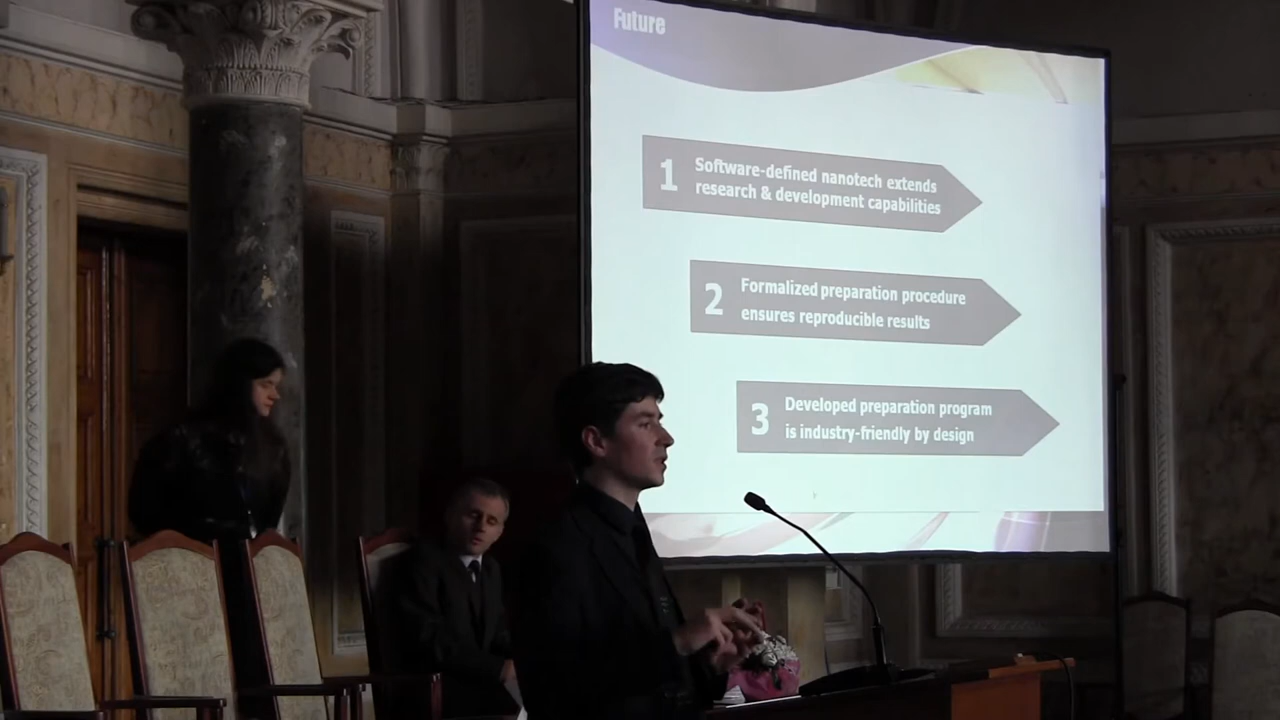 Future
1
Software-defined nanotech extends
research & development capabilities
2
Formalized preparation procedure
ensures reproducible results
3
Developed preparation program
is industry-friendly by design